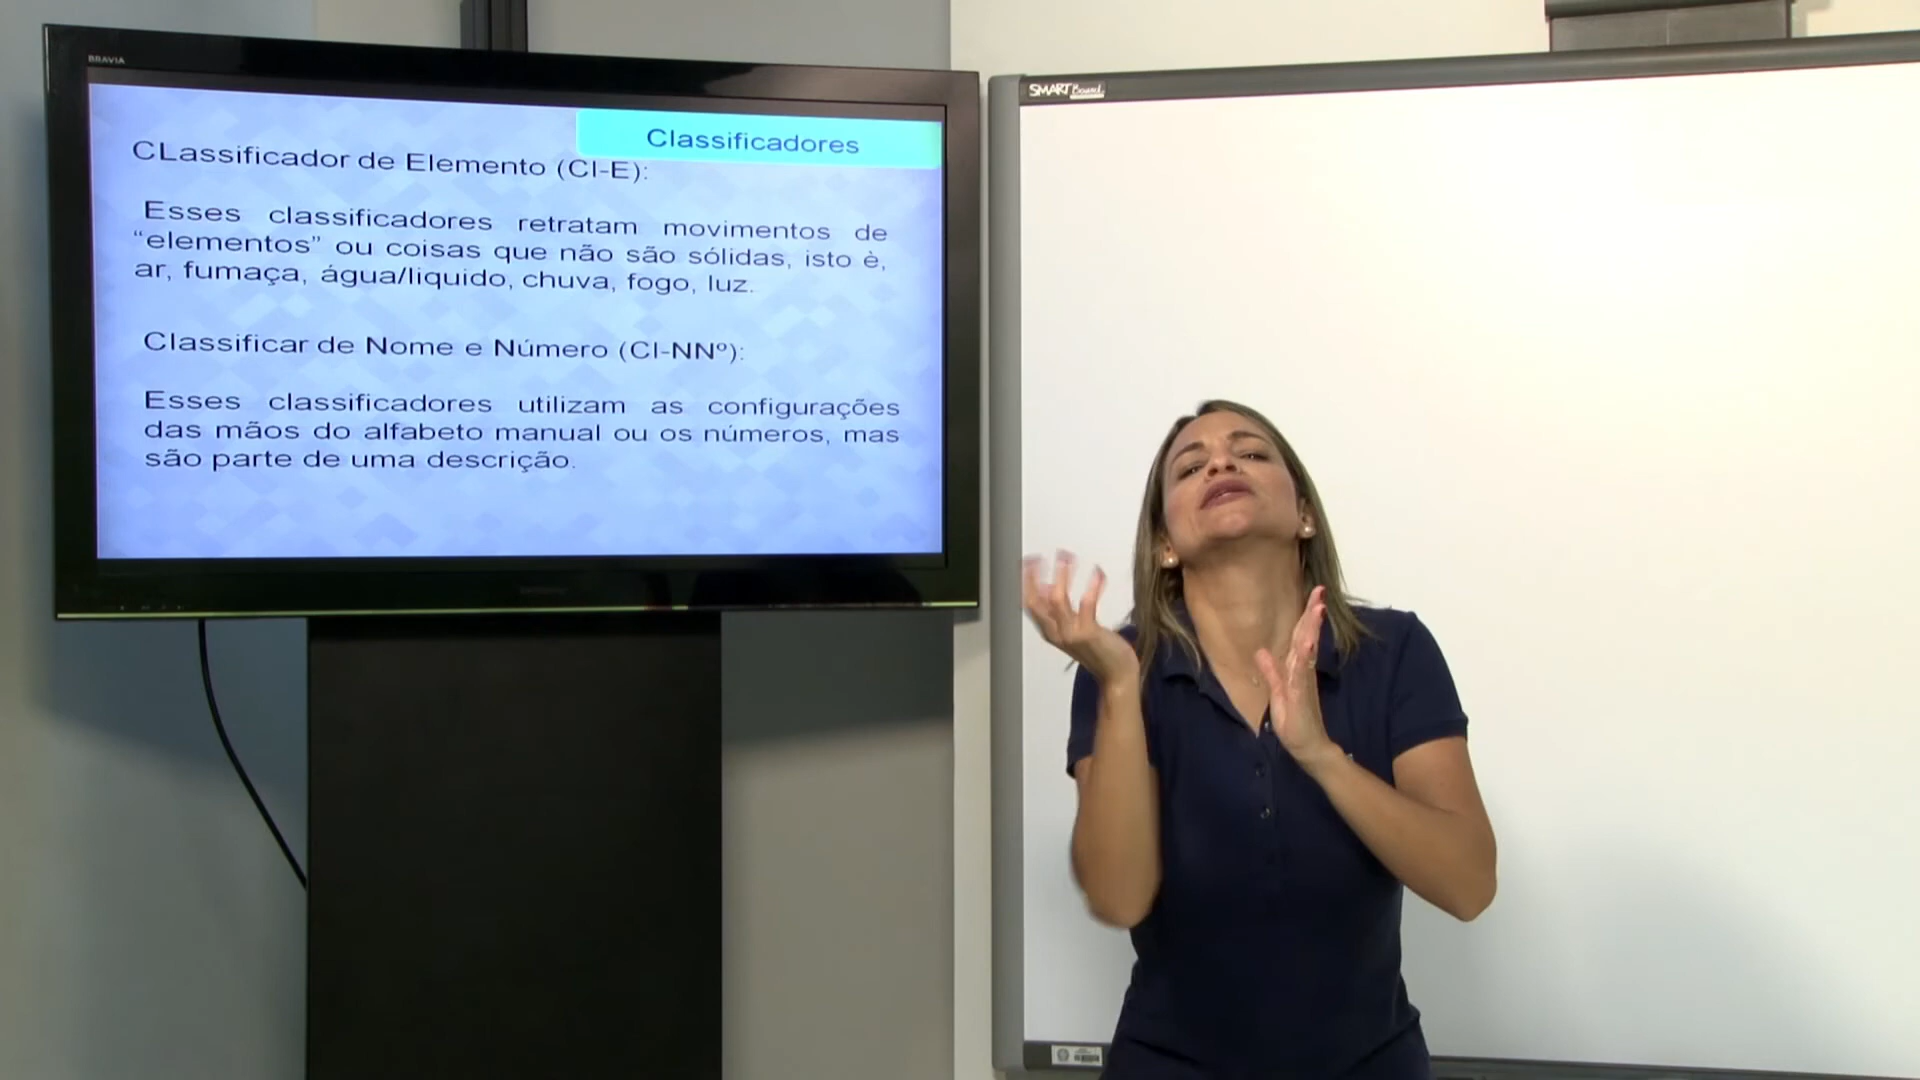 BRAVIA
Classificadores
CLassificador de Elemento (Cl-E):
Esses classificadores retratam movimentos de
“elementos” ou coisas que não são sólidas, isto è,
ar, fumaça, água/liquido, chuva, fogo, luz.
Classificar de Nome e Número (Cl-NNº):
Esses classificadores utilizam as configurações
das mãos do alfabeto manual ou os números, mas
são parte de uma descrição.
SMART Board